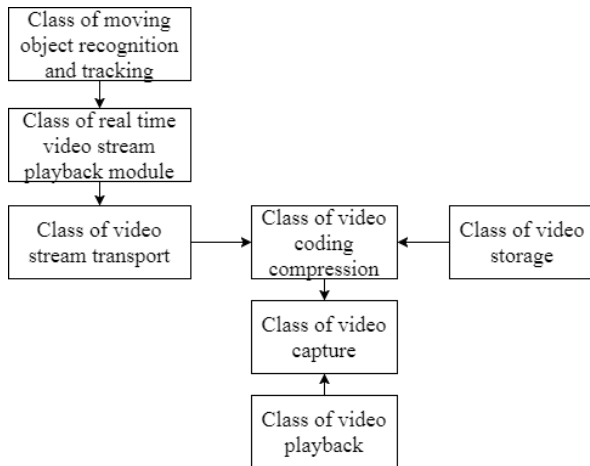 Class of moving
object recognition
and tracking
Class of real time
video stream
playback module
Class of video
stream transport
Class of video
coding
compression
Class of video
storage
Class of video
capture
Class of video
playback